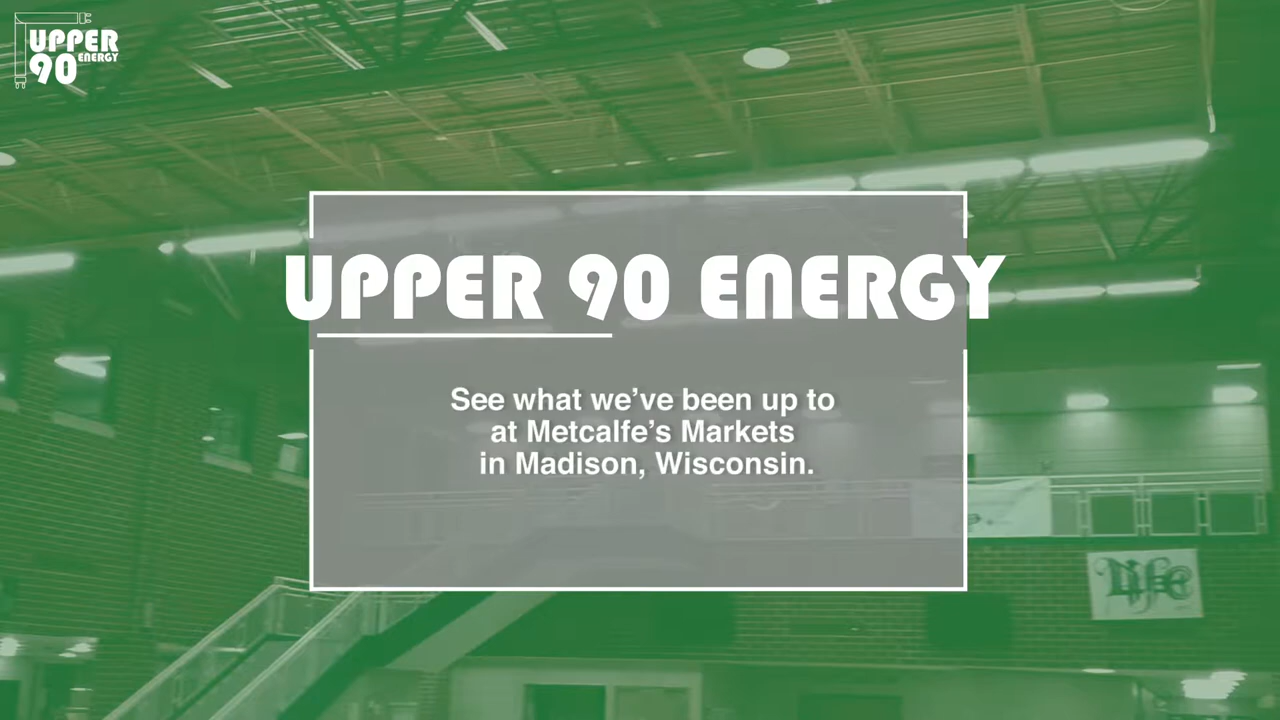 UPPER
90 ENERGY
UPPER 90 ENERGY
See what we've been up to
at Metcalfe's Markets
in Madison, Wisconsin.
Life